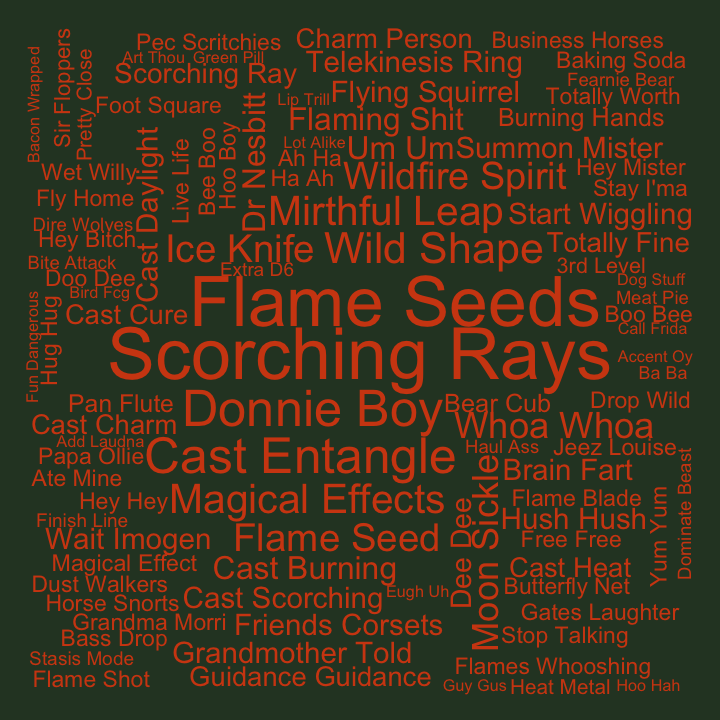 Pec Scritchies
Charm Person
Business Horses
Art Thou
Green Pill
Telekinesis Ring
Baking Soda
Scorching Ray
Fearnie Bear
Bacon Wrapped
Sir Floppers
Pretty Close
Foot Square
Lip Trill
Flying Squirrel
Totally Worth
Flaming Shit
Burning Hands
Dr Nesbitt
Cast Daylight
Live Life
Bee Boo
Hoo Boy
Lot Alike
Um Um
Summon Mister
Ah Ha
Wet Willy
Ha Ah
Wildfire Spirit
Hey Mister
Stay I'ma
Fly Home
Mirthful Leap
Start Wiggling
Dire Wolves
Hey Bitch
Ice Knife
Wild Shape
Totally Fine
Bite Attack
Extra D6
3rd Level
Doo Dee
Dog Stuff
Bird Fcg
Flame Seeds
Meat Pie
Cast Cure
Boo Bee
Call Frida
Fun Dangerous
Hug Hug
Scorching Rays
Accent Oy
Ba Ba
Pan Flute
Donnie Boy
Bear Cub
Drop Wild
Cast Charm
Whoa Whoa
Add Laudna
Papa Ollie
Cast Entangle
Haul Ass
Jeez Louise
Ate Mine
Brain Fart
Hey Hey
Magical Effects
Flame Blade
Finish Line
Moon Sickle
Dee Dee
Hush Hush
Yum Yum
Dominate Beast
Wait Imogen
Flame Seed
Free Free
Magical Effect
Cast Burning
Cast Heat
Dust Walkers
Butterfly Net
Horse Snorts
Cast Scorching
Eugh Uh
Gates Laughter
Grandma Morri
Friends Corsets
Bass Drop
Stop Talking
Stasis Mode
Grandmother Told
Flames Whooshing
Flame Shot
Guidance Guidance
Guy Gus
Heat Metal
Hoo Hah